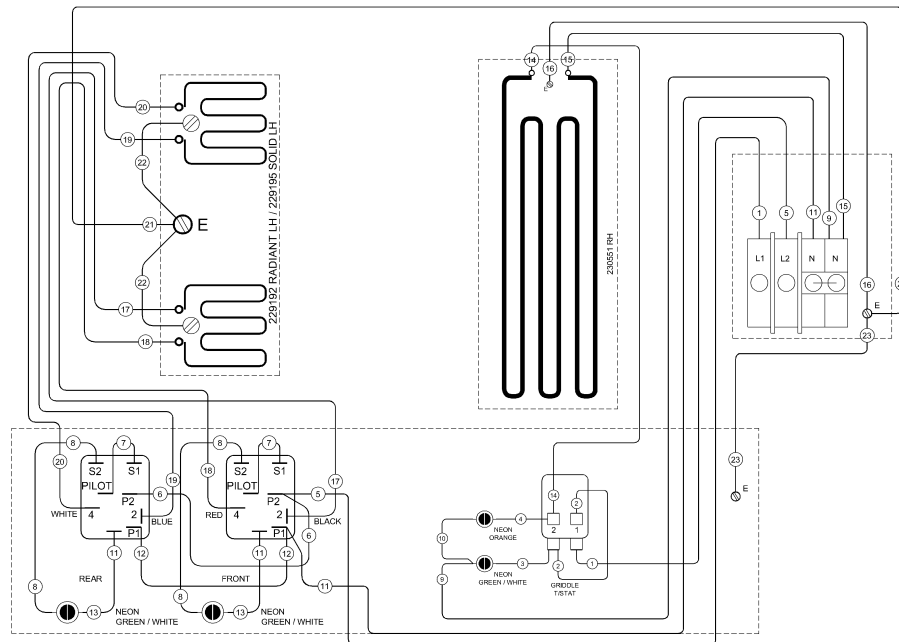 14
16
15
E
20
19
22
21
E
22
17
18
229192 RADIANT LH / 229195 SOLID LH
230551 RH
1
5
11
9
15
L1
L2
N
N
16
E
23
8
7
20
S2
S1
PILOT
19
6
P2
WHITE
4
2
BLUE
P1
11
12
REAR
8
13
NEON
GREEN / WHITE
8
7
18
S2
S1
PILOT
17
5
P2
RED
4
2
BLACK
P1
6
11
12
11
FRONT
8
13
NEON
GREEN / WHITE
23
E
14
2
2
1
4
NEON
ORANGE
10
3
2
1
NEON
GREEN / WHITE
9
GRIDDLE
T/STAT